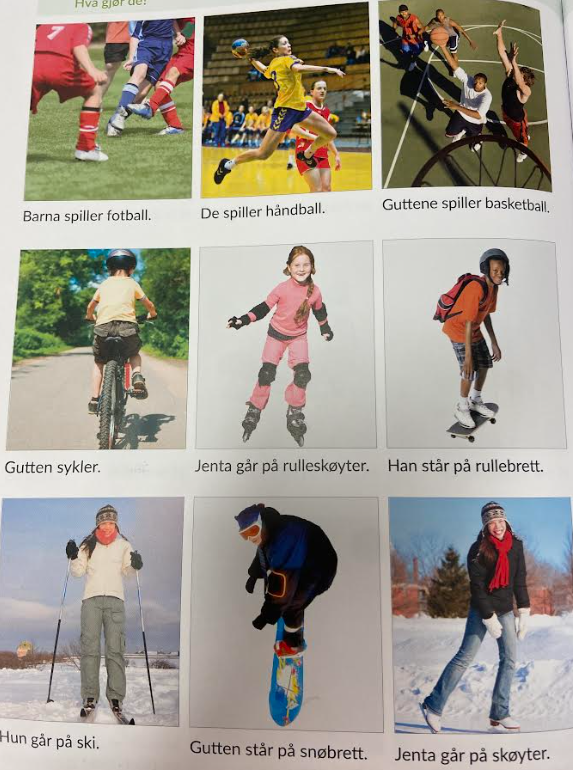 Hva gjør de?
7
Barna spiller fotball.
De spiller håndball.
Guttene spiller basketball.
Gutten sykler.
Jenta går på rulleskøyter.
Han står på rullebrett.
Hun går på ski.
Gutten står på snøbrett.
Jenta går på skøyter.